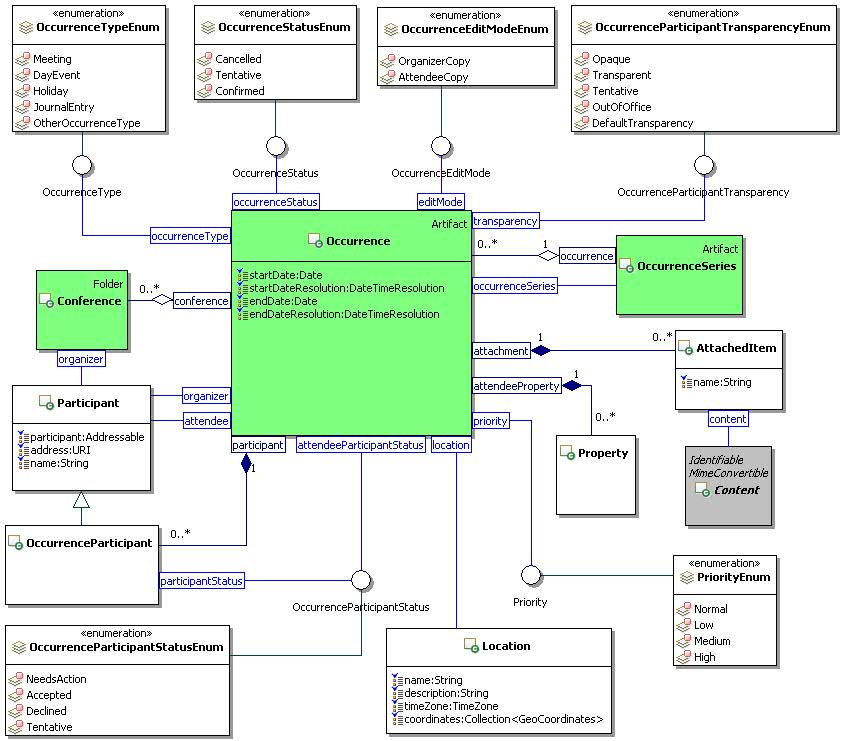 «enumeration»
OccurrenceTypeEnum
Meeting
DayEvent
Holiday
JournalEntry
OtherOccurrenceType
«enumeration»
OccurrenceStatusEnum
Cancelled
Tentative
Confirmed
«enumeration»
OccurrenceEditModeEnum
OrganizerCopy
AttendeeCopy
«enumeration»
OccurrenceParticipantTransparencyEnum
Opaque
Transparent
Tentative
OutOfOffice
DefaultTransparency
OccurrenceType
OccurrenceStatus
OccurrenceEditMode
OccurrenceParticipantTransparency
occurrenceStatus
editMode
transparency
occurrenceType
Artifact
Occurrence
startDate:Date
startDateResolution:DateTimeResolution
endDate:Date
endDateResolution:DateTimeResolution
0..*
1
occurrence
occurrenceSeries
Artifact
OccurrenceSeries
Folder
Conference
0..*
conference
organizer
Participant
participant:Addressable
address:URI
name:String
organizer
attendee
attachment
1
0..*
AttachedItem
name:String
attendeeProperty
1
0..*
Property
priority
content
Identifiable
MimeConvertible
Content
participant
attendeeParticipantStatus
location
1
0..*
OccurrenceParticipant
participantStatus
OccurrenceParticipantStatus
Priority
«enumeration»
PriorityEnum
Normal
Low
Medium
High
«enumeration»
OccurrenceParticipantStatusEnum
NeedsAction
Accepted
Declined
Tentative
Location
name:String
description:String
timeZone:TimeZone
coordinates:Collection<GeoCoordinates>